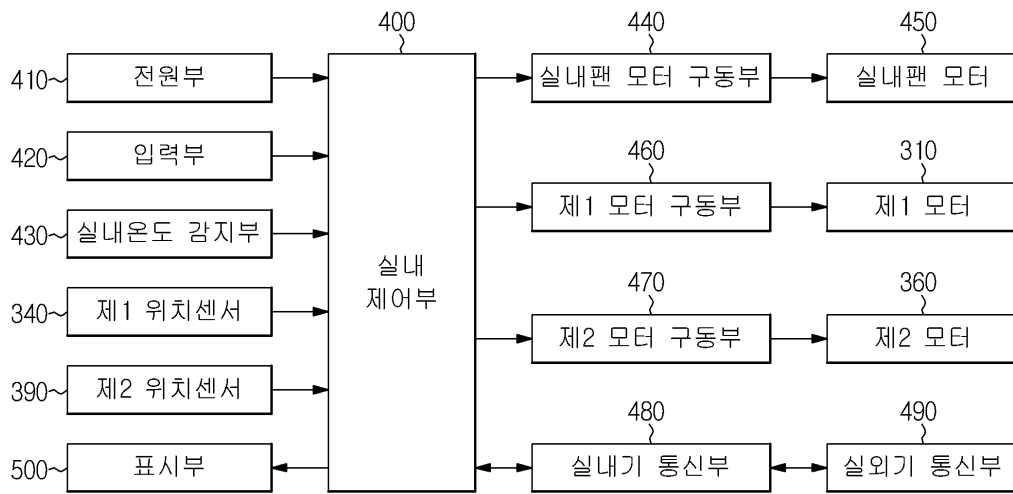 400
440
450
410
전원부
실내팬 모터 구동부
실내팬 모터
420
입력부
460
310
430
실내온도 감지부
제1 모터 구동부
제1 모터
실내
제어부
340
제1 위치센서
470
360
제2 모터 구동부
제2 모터
390
제2 위치센서
480
490
500
표시부
실내기 통신부
실외기 통신부